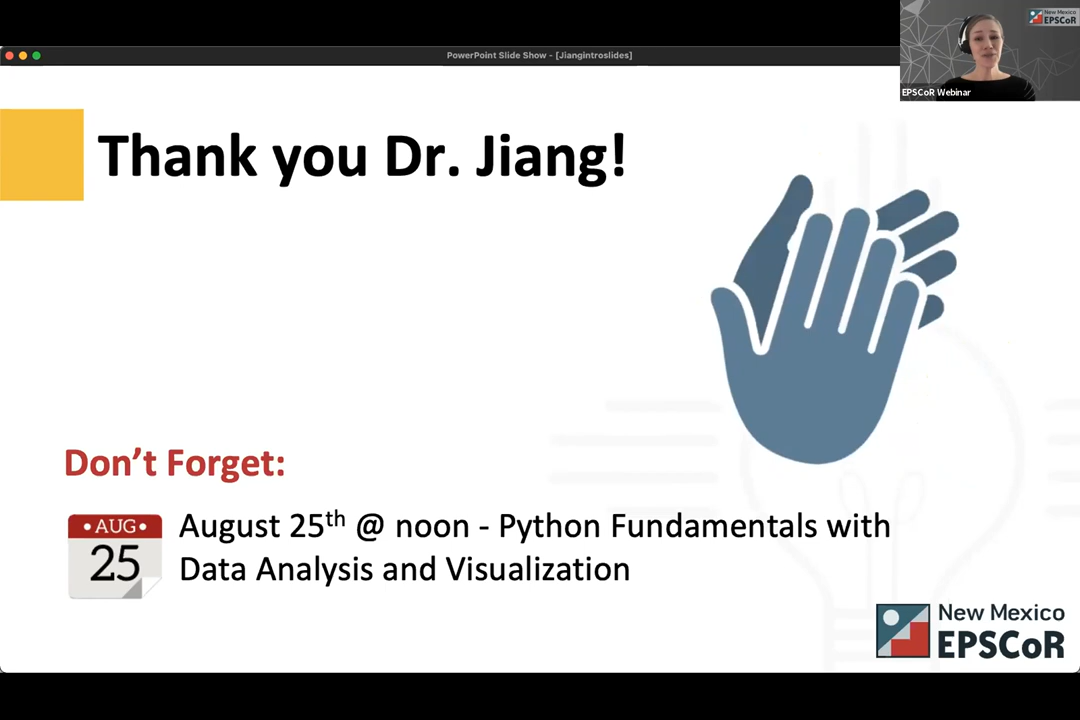 New Mexico
EPSCoR
PowerPoint Slide Show - [Jiangintroslides]
EPSCoR Webinar
Thank you Dr. Jiang!
Don't Forget:
•AUG•
25
August 25th @ noon - Python Fundamentals with
Data Analysis and Visualization
New Mexico
EPSCoR